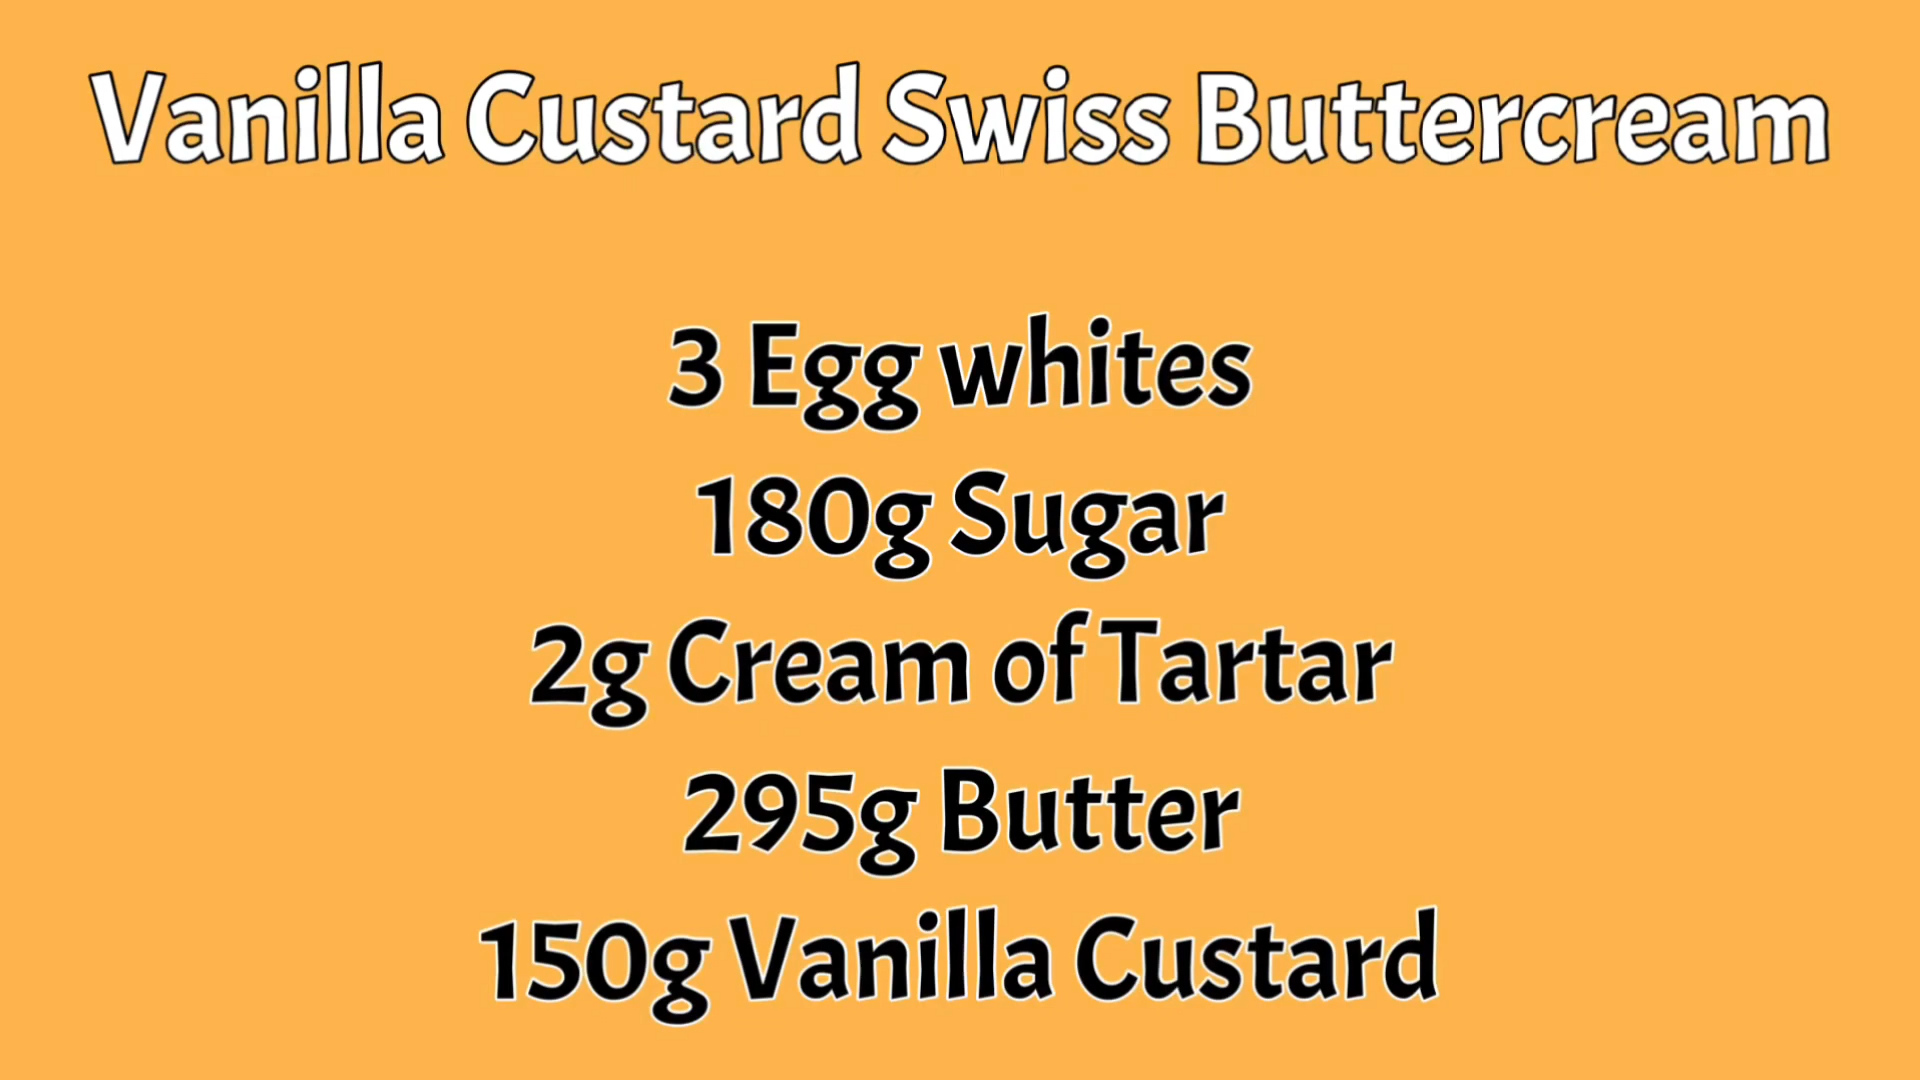 Vanilla Custard Swiss Buttercream
3 Egg whites
180g Sugar
2g Cream of Tartar
295g Butter
150g Vanilla Custard